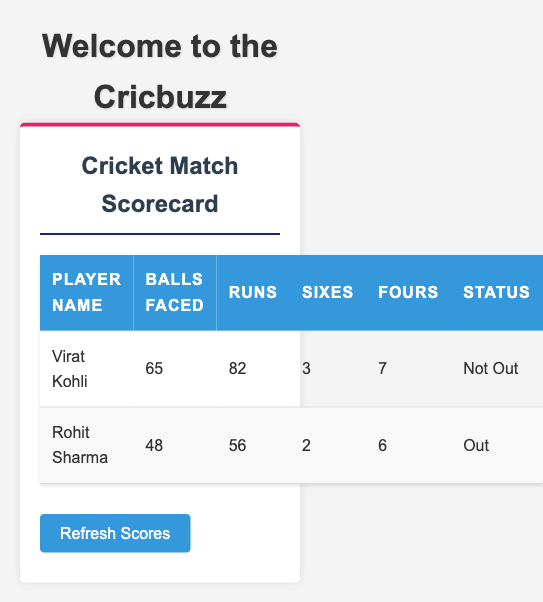 Welcome to the
Cricbuzz
Cricket Match
Scorecard
PLAYER NAME BALLS FACED RUNS SIXES FOURS STATUS
Virat Kohli 65 82 3 7 Not Out
Rohit Sharma 48 56 2 6 Out
Refresh Scores